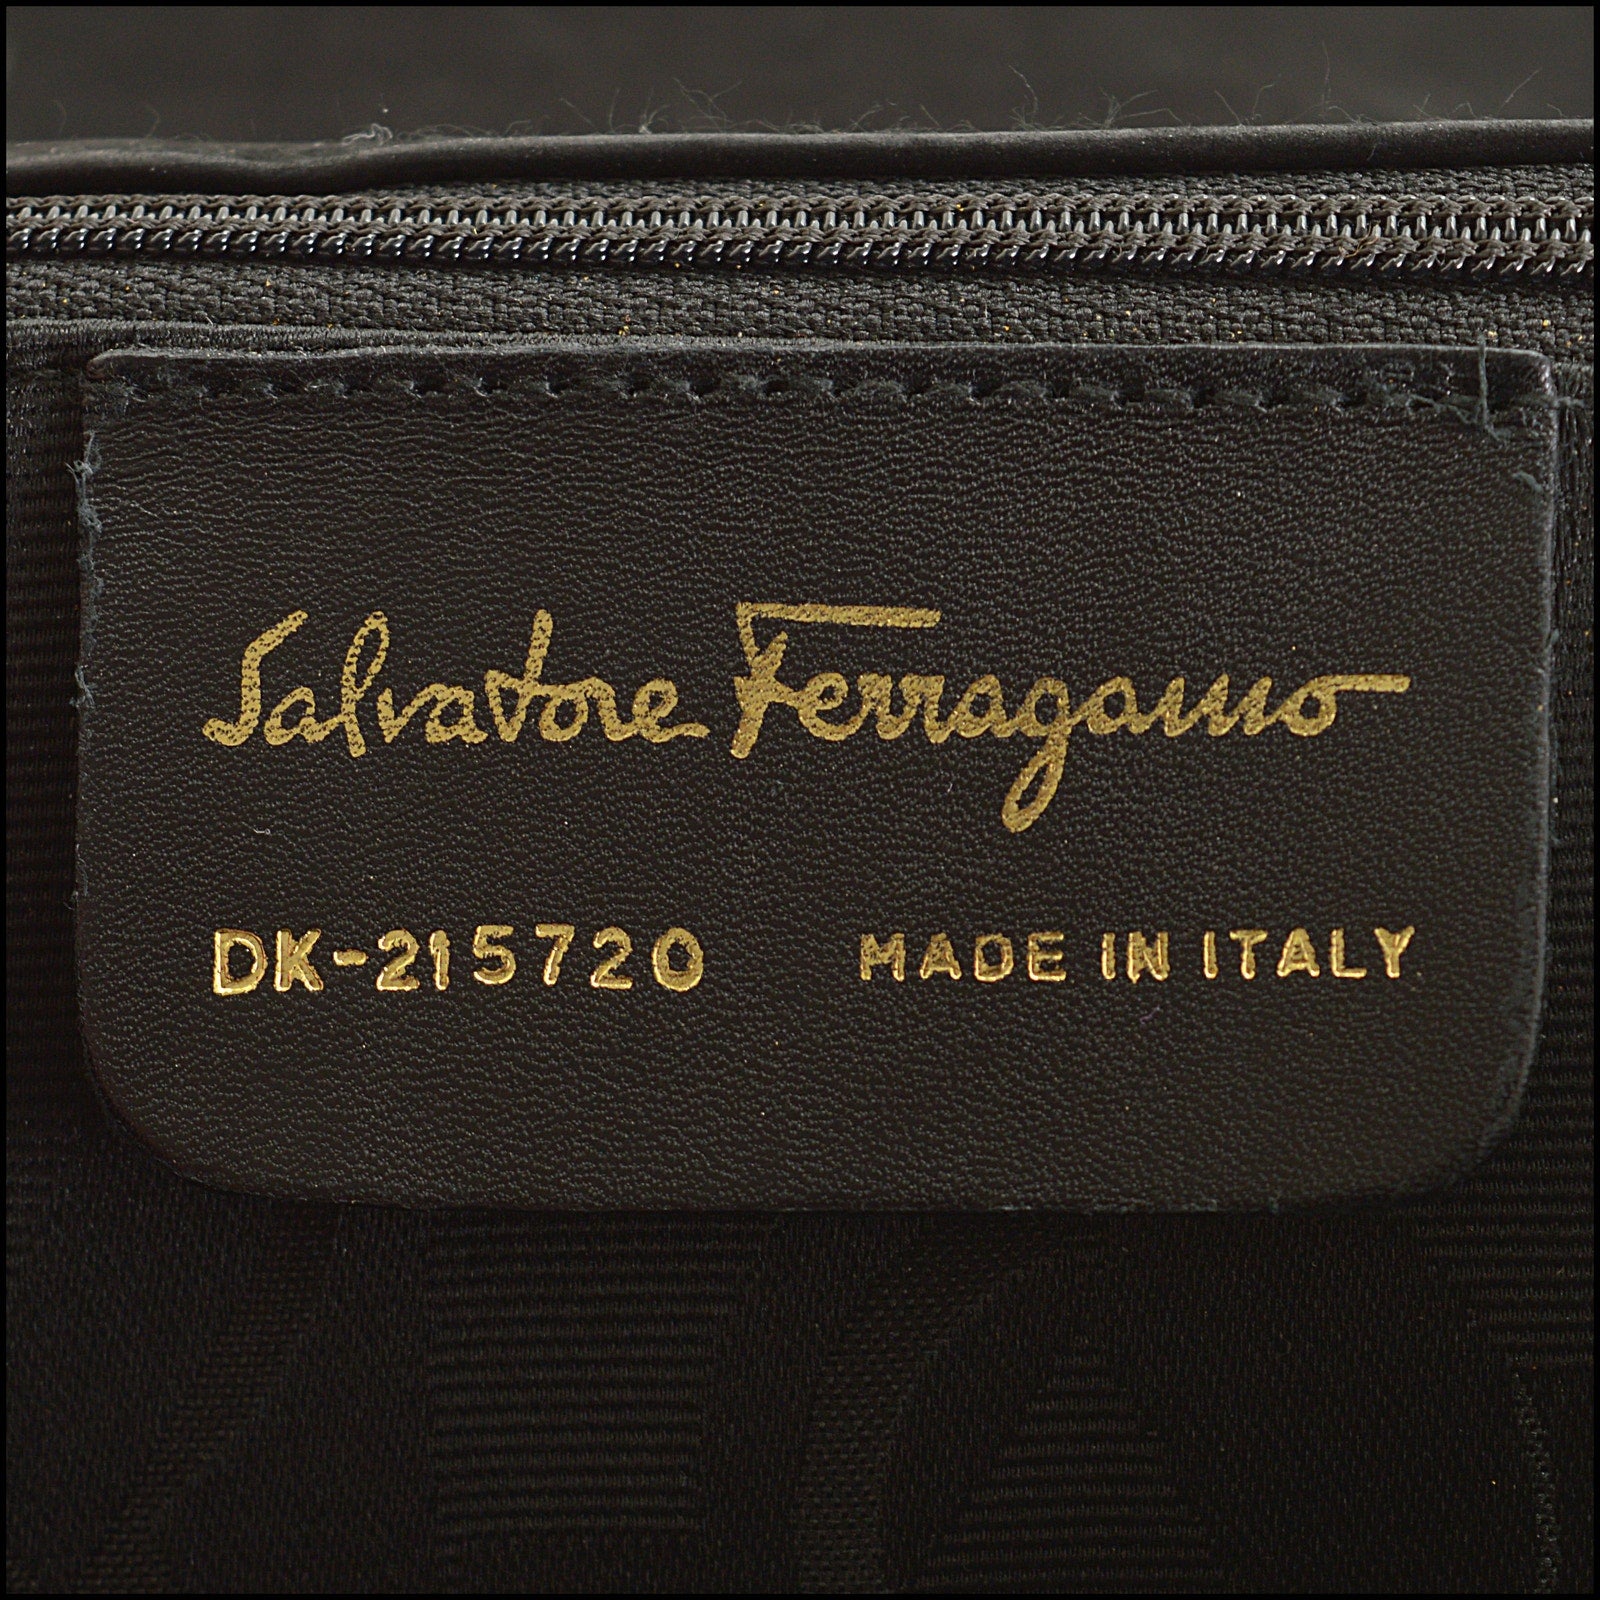 Salvatore Ferragamo
DK-215720 MADE IN ITALY